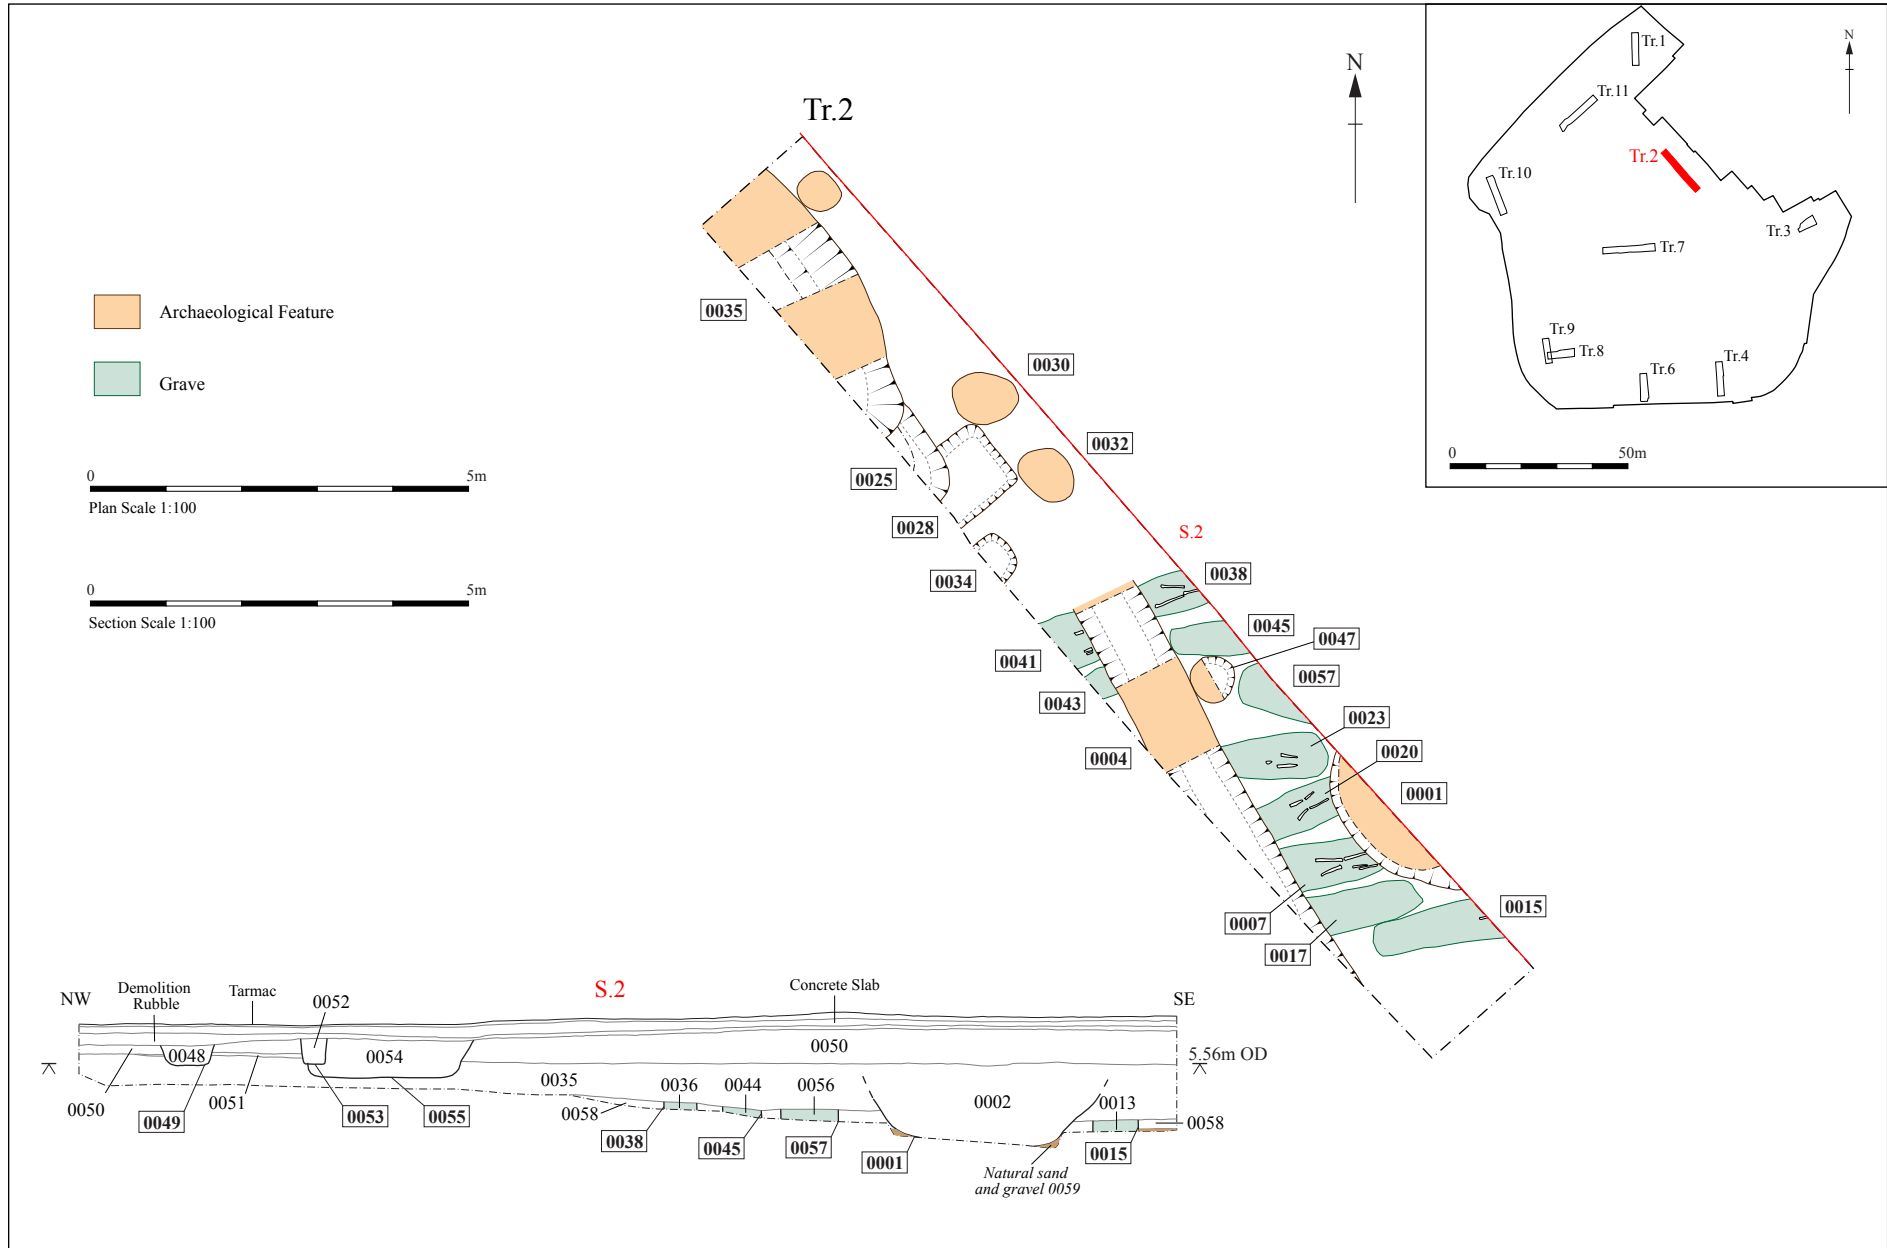 Tr.2
N
Archaeological Feature
Grave
0 5m
Plan Scale 1:100
0 5m
Section Scale 1:100
0035
0030
0032
0025
0028
0034
S.2
0038
0045
0047
0041
0057
0043
0023
0004
0020
0001
0015
0007
0017
N
Tr.1
Tr.11
Tr.2
Tr.10
Tr.3
Tr.7
Tr.9
Tr.8
Tr.6
Tr.4
0 50m
S.2
NW
Demolition
Rubble
Tarmac
0052
Concrete Slab
SE
0048
0054
0050
5.56m OD
0050
0049
0051
0053
0055
0035
0058
0036
0044
0056
0002
0013
0058
0038
0045
0057
0001
0015
Natural sand
and gravel 0059